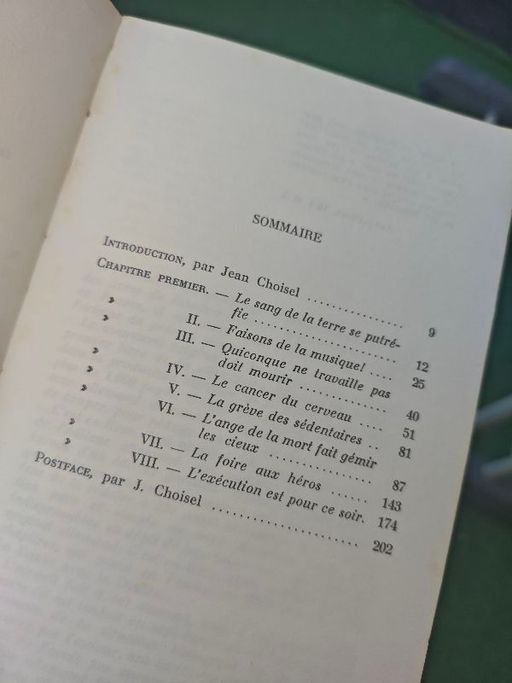 SOMMAIRE
INTRODUCTION, par Jean Choisel ................ 9
CHAPITRE PREMIER. — Le sang de la terre se putré-
fie ....................... 12
» II. — Faisons de la musique! .... 25
» III. — Quiconque ne travaille pas
doit mourir .............. 40
» IV. — Le cancer du cerveau .... 51
» V. — La grève des sédentaires .. 81
» VI. — L'ange de la mort fait gémir
les cieux ................ 87
» VII. — La foire aux héros ...... 143
» VIII. — L'exécution est pour ce soir. 174
POSTFACE, par J. Choisel ........................ 202